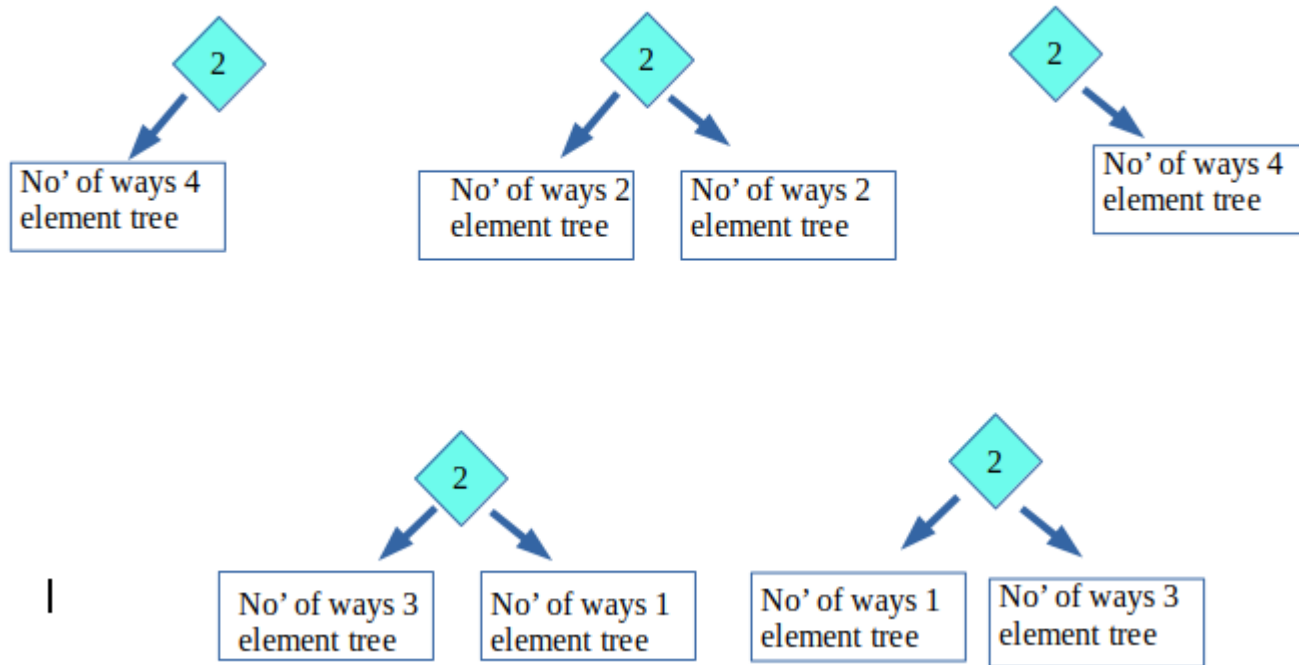 2
2
2
No’ of ways 4
element tree
No’ of ways 2
element tree
No’ of ways 2
element tree
No’ of ways 4
element tree
2
2
No’ of ways 3
element tree
No’ of ways 1
element tree
No’ of ways 1
element tree
No’ of ways 3
element tree